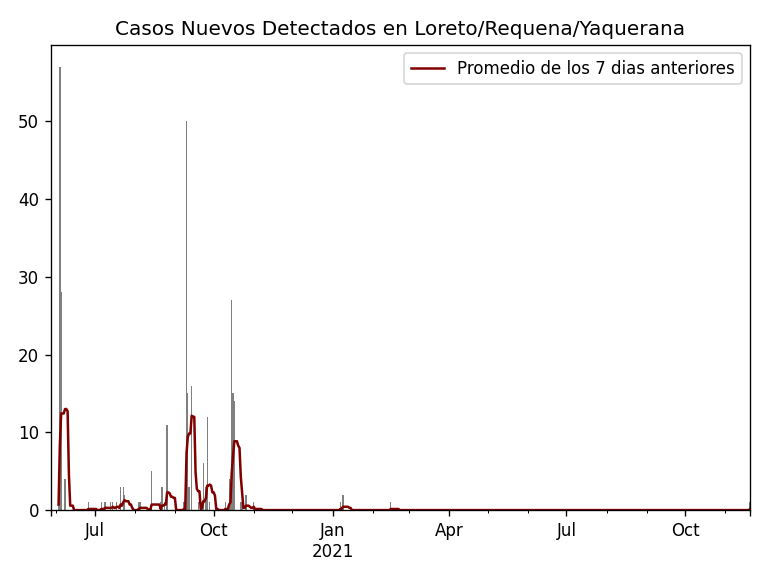 Casos Nuevos Detectados en Loreto/Requena/Yaquerana
Promedio de los 7 dias anteriores
50
40
30
20
10
0
Jul Oct Jan Apr Jul Oct
2021